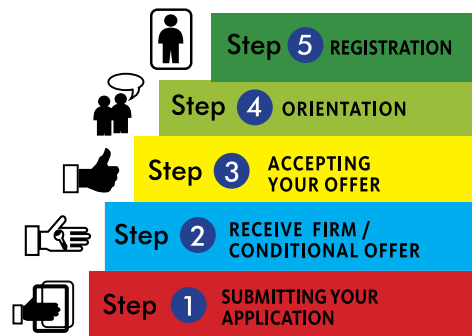 Step 5 REGISTRATION
Step 4 ORIENTATION
Step 3 ACCEPTING
YOUR OFFER
Step 2 RECEIVE FIRM /
CONDITIONAL OFFER
Step 1 SUBMITTING YOUR
APPLICATION